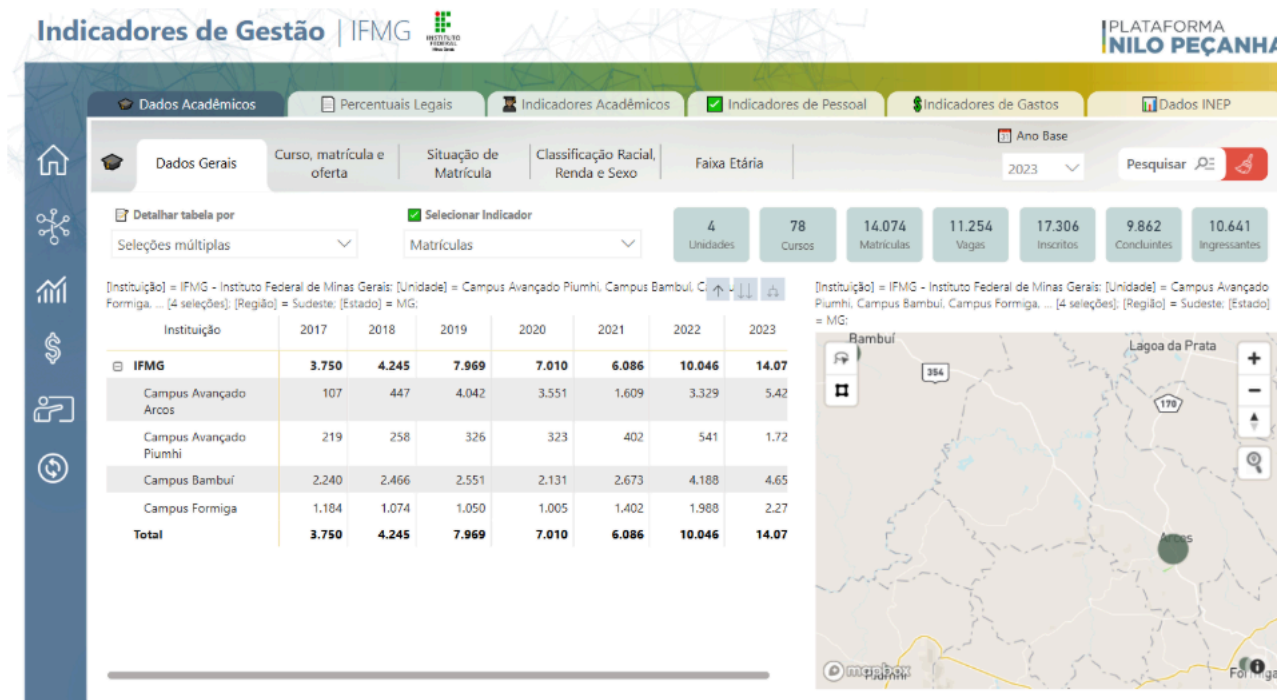 Indicadores de Gestão | IFMG
INSTITUTO
FEDERAL
Minas Gerais
PLATAFORMA
NILO PEÇANHA
Dados Acadêmicos
Percentuais Legais
Indicadores Acadêmicos
Indicadores de Pessoal
Indicadores de Gastos
Dados INEP
Dados Gerais
Curso, matrícula e
oferta
Situação de
Matrícula
Classificação Racial,
Renda e Sexo
Faixa Etária
Ano Base
2023
Pesquisar
Detalhar tabela por
Seleções múltiplas
Selecionar Indicador
Matrículas
4
Unidades
78
Cursos
14.074
Matrículas
11.254
Vagas
17.306
Inscritos
9.862
Concluintes
10.641
Ingressantes
[Instituição] = IFMG - Instituto Federal de Minas Gerais; [Unidade] = Campus Avançado Piumhi, Campus Bambuí, C
Formiga, ... [4 seleções]; [Região] = Sudeste; [Estado] = MG;
Instituição 2017 2018 2019 2020 2021 2022 2023
IFMG 3.750 4.245 7.969 7.010 6.086 10.046 14.07
Campus Avançado
Arcos 107 447 4.042 3.551 1.609 3.329 5.42
Campus Avançado
Piumhi 219 258 326 323 402 541 1.72
Campus Bambuí 2.240 2.466 2.551 2.131 2.673 4.188 4.65
Campus Formiga 1.184 1.074 1.050 1.005 1.402 1.988 2.27
Total 3.750 4.245 7.969 7.010 6.086 10.046 14.07
[Instituição] = IFMG - Instituto Federal de Minas Gerais; [Unidade] = Campus Avançado
Piumhi, Campus Bambuí, Campus Formiga, ... [4 seleções]; [Região] = Sudeste; [Estado]
= MG;
Bambuí
Lagoa da Prata
354
170
Arcos
mapbox
Formiga